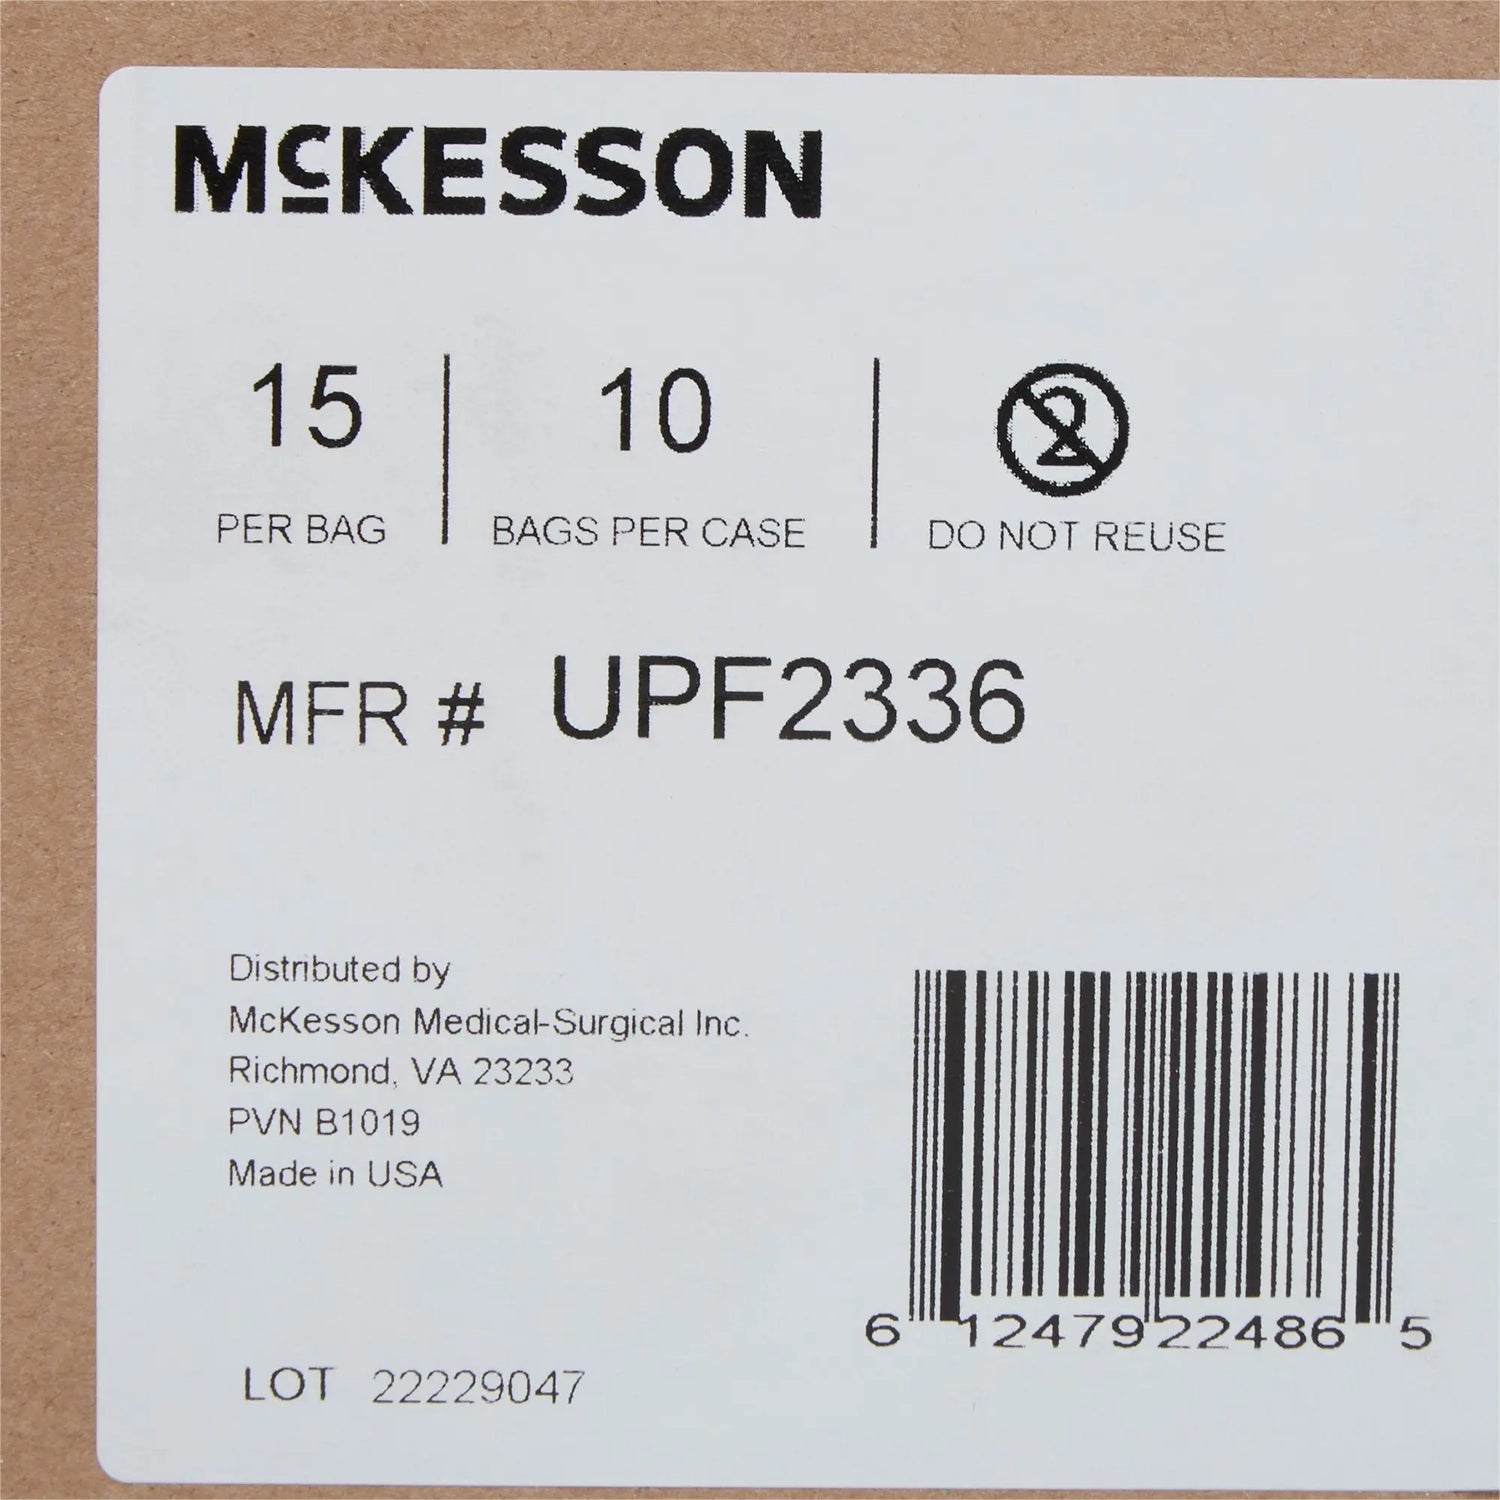 McKESSON
15
PER BAG
10
BAGS PER CASE
2
DO NOT REUSE
MFR # UPF2336
Distributed by
McKesson Medical-Surgical Inc.
Richmond, VA 23233
PVN B1019
Made in USA
6 12479 22486 5
LOT 22229047